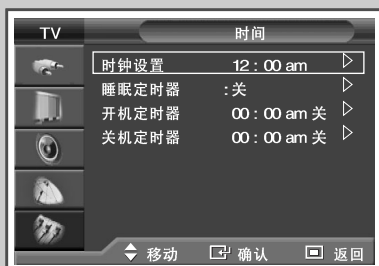 TV 时间
时钟设置 12 : 00 am
睡眠定时器 :关
开机定时器 00 : 00 am 关
关机定时器 00 : 00 am 关
移动 确认 返回